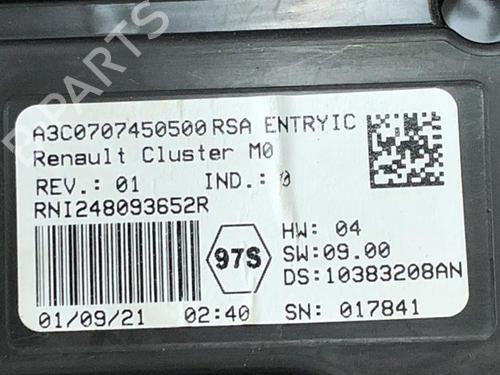 A3C0707450500 RSA ENTRYIC
Renault Cluster M0
REV.: 01 IND.: 0
RNI248093652R
HW: 04
97S
SW:09.00
DS:10383208AN
01/09/21 02:40 SN: 017841
B PARTS